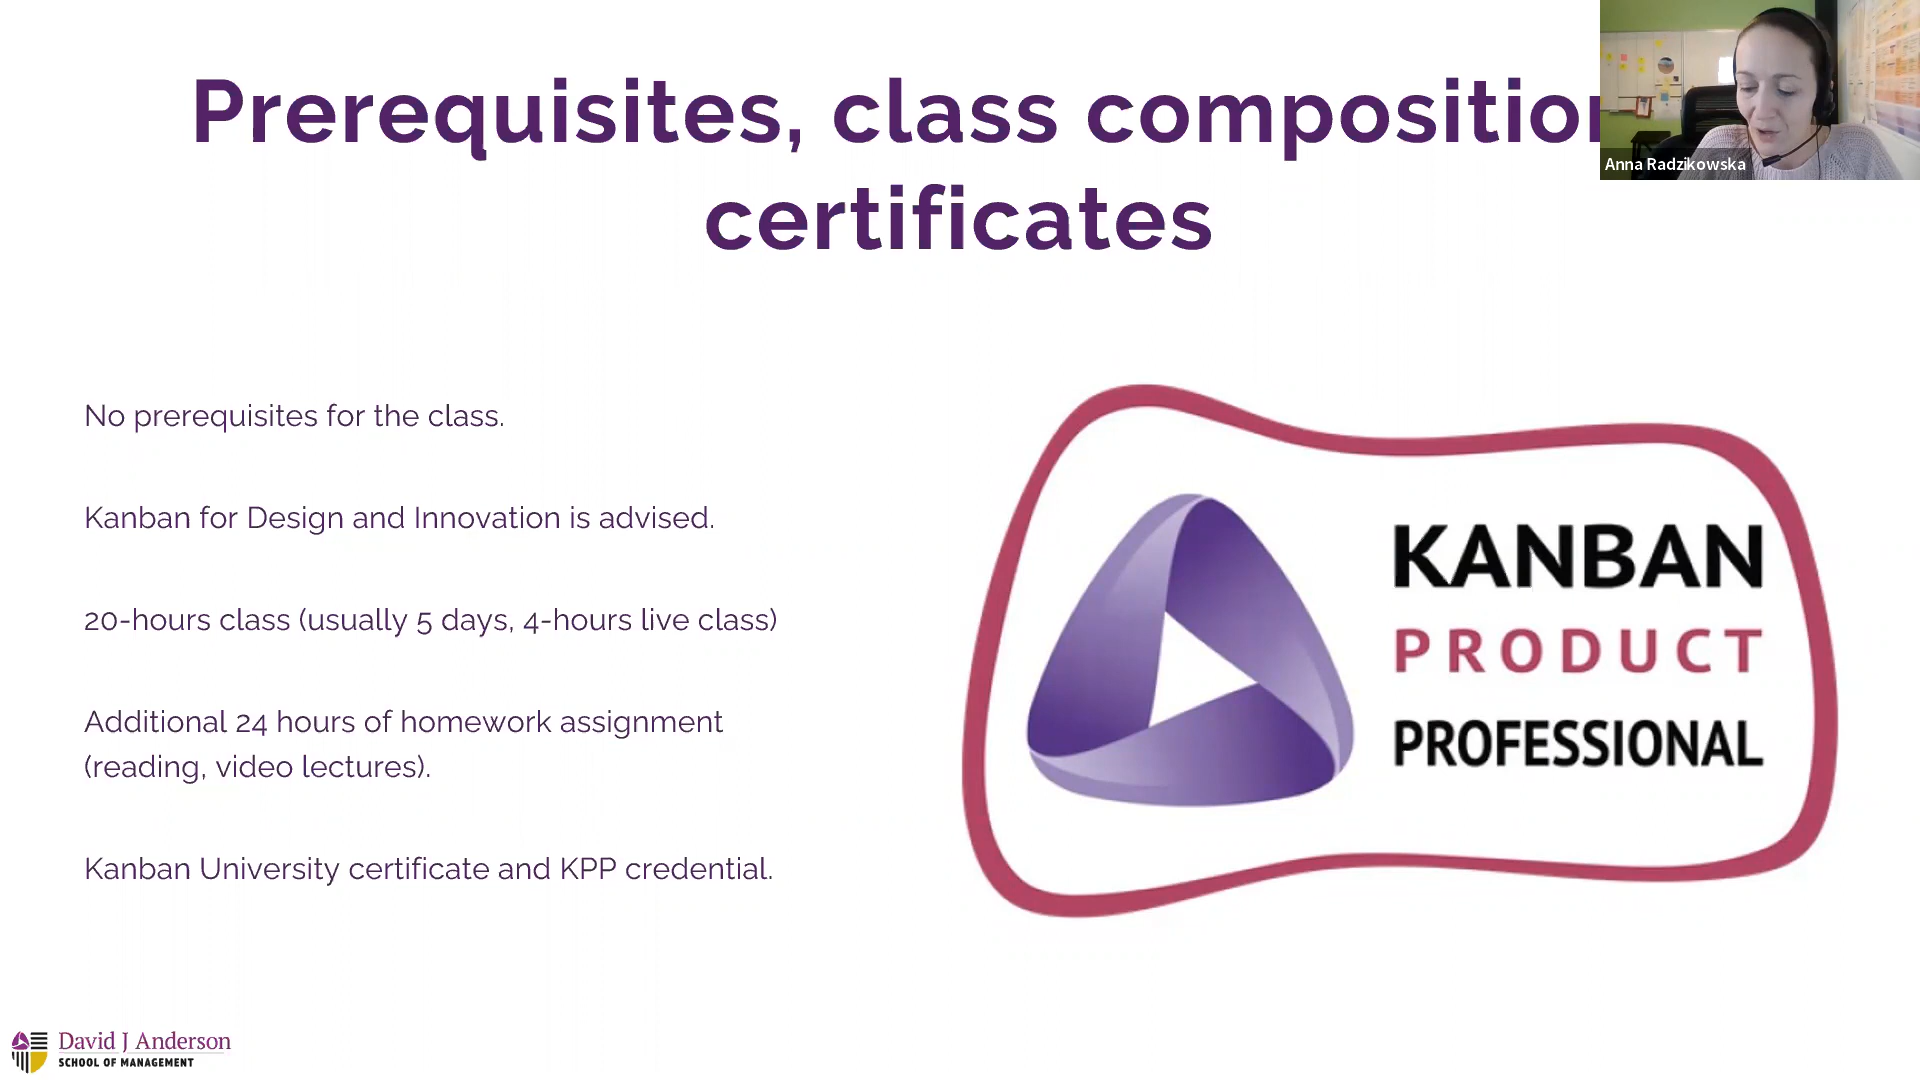 Prerequisites, class composition
certificates
Anna Radzikowska
No prerequisites for the class.
Kanban for Design and Innovation is advised.
20-hours class (usually 5 days, 4-hours live class)
Additional 24 hours of homework assignment
(reading, video lectures).
Kanban University certificate and KPP credential.
KANBAN
PRODUCT
PROFESSIONAL
David J Anderson
SCHOOL OF MANAGEMENT